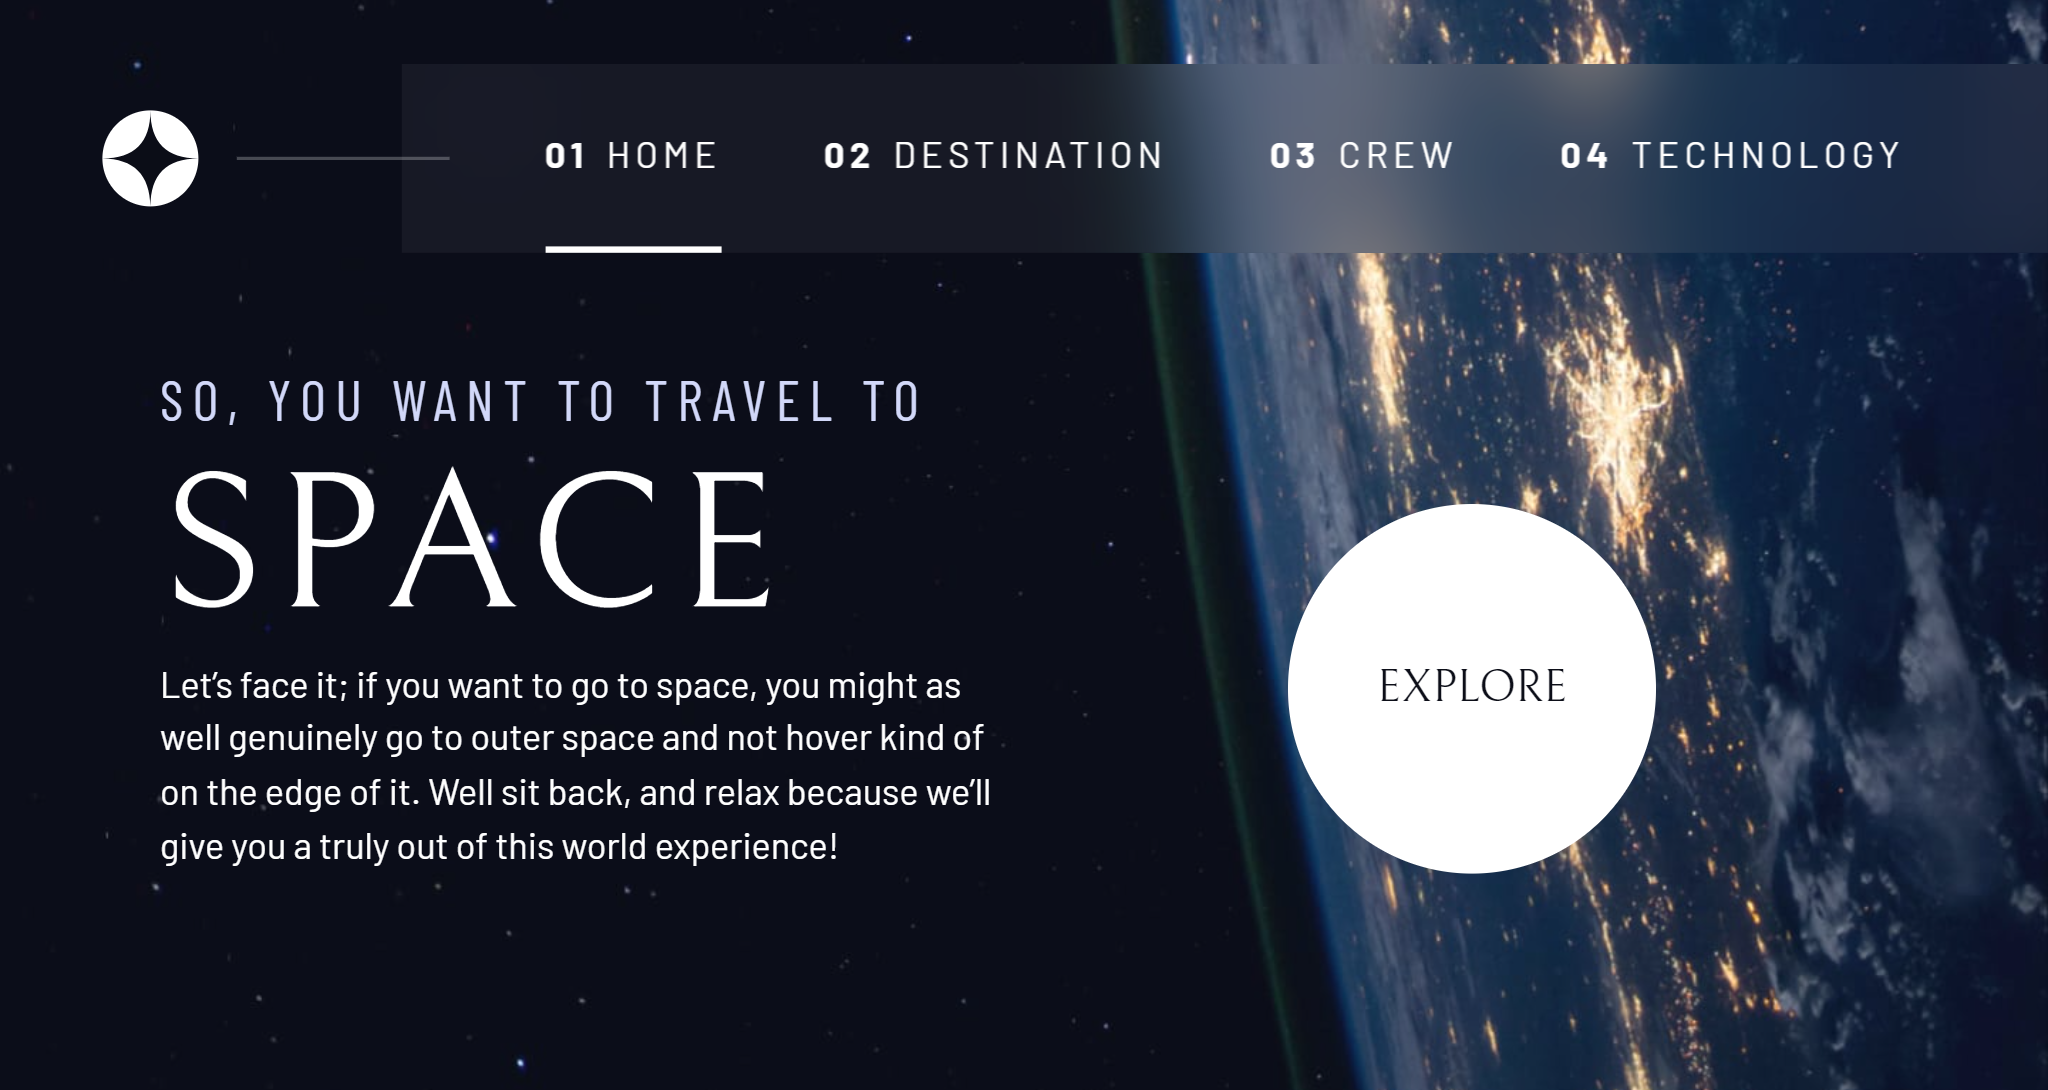 01 HOME 02 DESTINATION 03 CREW 04 TECHNOLOGY
SO, YOU WANT TO TRAVEL TO
SPACE
Let’s face it; if you want to go to space, you might as
well genuinely go to outer space and not hover kind of
on the edge of it. Well sit back, and relax because we’ll
give you a truly out of this world experience!
EXPLORE